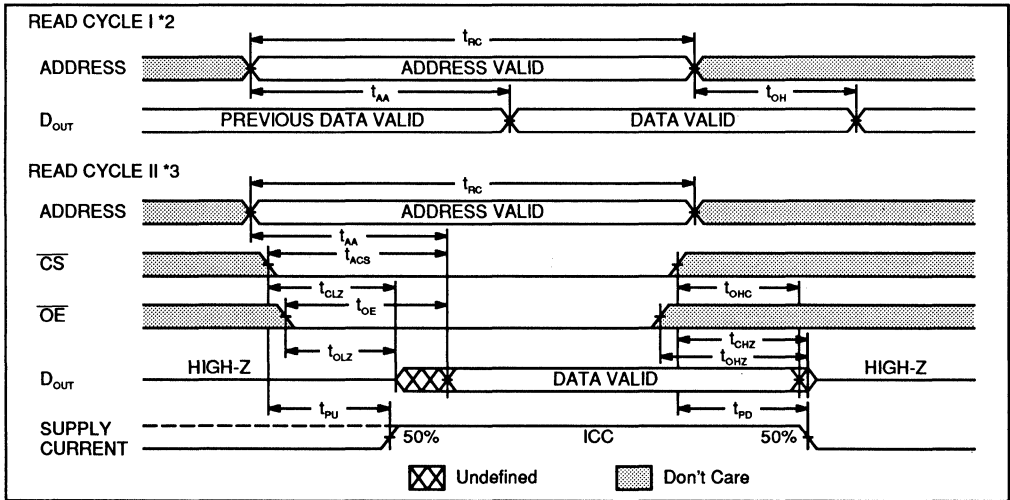 READ CYCLE I *2
tRC
ADDRESS
ADDRESS VALID
tAA
tOH
DOUT
PREVIOUS DATA VALID
DATA VALID
READ CYCLE II *3
tRC
ADDRESS
ADDRESS VALID
tAA
CS
tACS
tCLZ
tOHC
OE
tOE
tCHZ
tOLZ
tOHZ
DOUT
HIGH-Z
DATA VALID
HIGH-Z
tPU
tPD
SUPPLY
CURRENT
50%
ICC
50%
Undefined
Don't Care